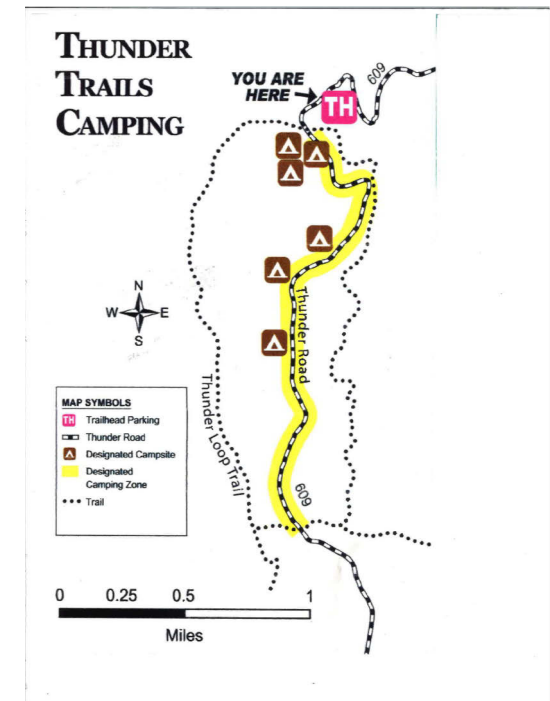 THUNDER
TRAILS
CAMPING
YOU ARE
HERE
TH
609
N
W E
S
Thunder Road
Thunder Loop Trail
MAP SYMBOLS
TH Trailhead Parking
Thunder Road
Designated Campsite
Designated
Camping Zone
Trail
609
0 0.25 0.5 1
Miles